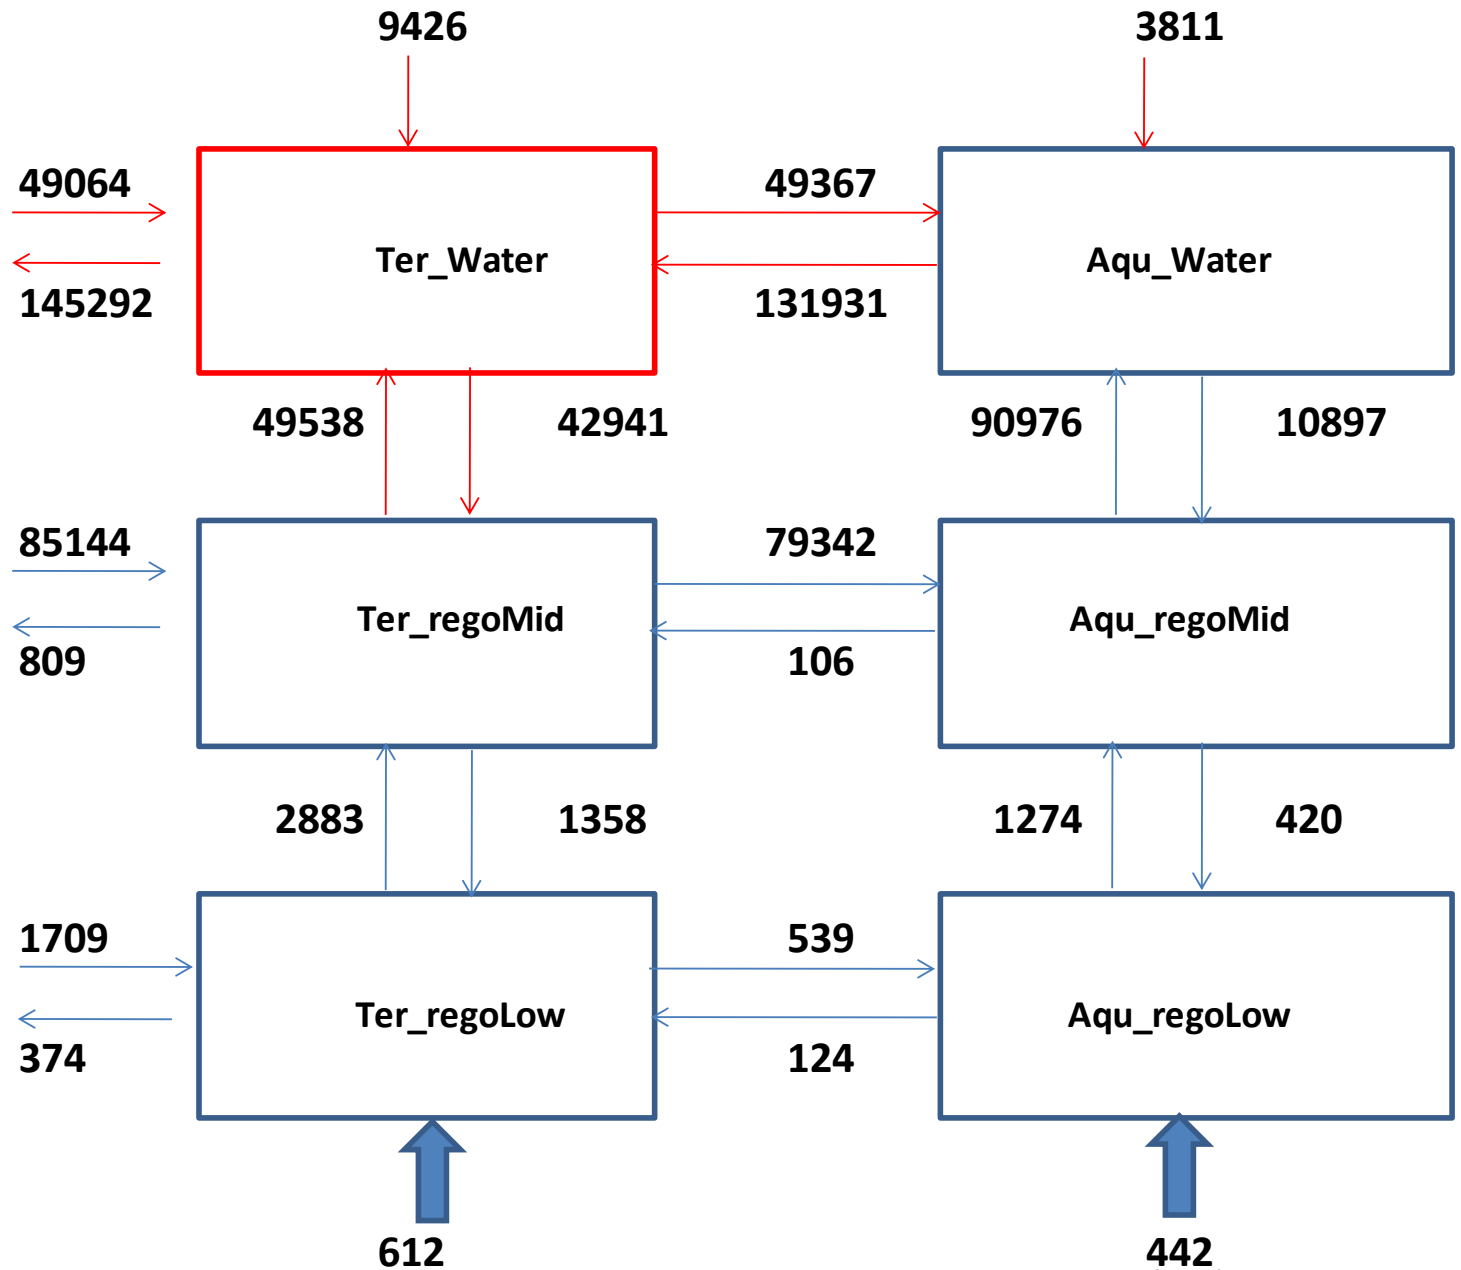 9426 3811
49064 49367
Ter_Water Aqu_Water
145292 131931
49538 42941 90976 10897
85144 79342
Ter_regoMid Aqu_regoMid
809 106
2883 1358 1274 420
1709 539
Ter_regoLow Aqu_regoLow
374 124
612 442